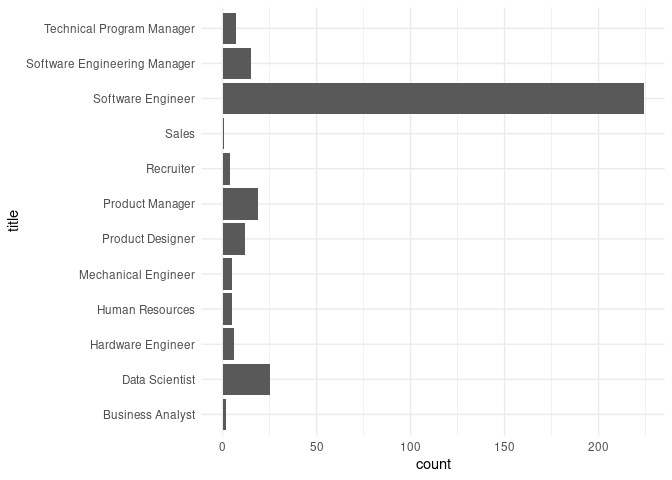 Technical Program Manager
Software Engineering Manager
Software Engineer
Sales
Recruiter
Product Manager
Product Designer
Mechanical Engineer
Human Resources
Hardware Engineer
Data Scientist
Business Analyst
title
0 50 100 150 200
count